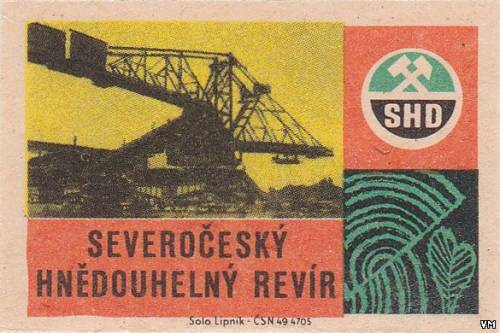 SHD
SEVEROČESKÝ
HNĚDOUHELNÝ REVÍR
Solo Lipník - ČSN 49 4705
VM